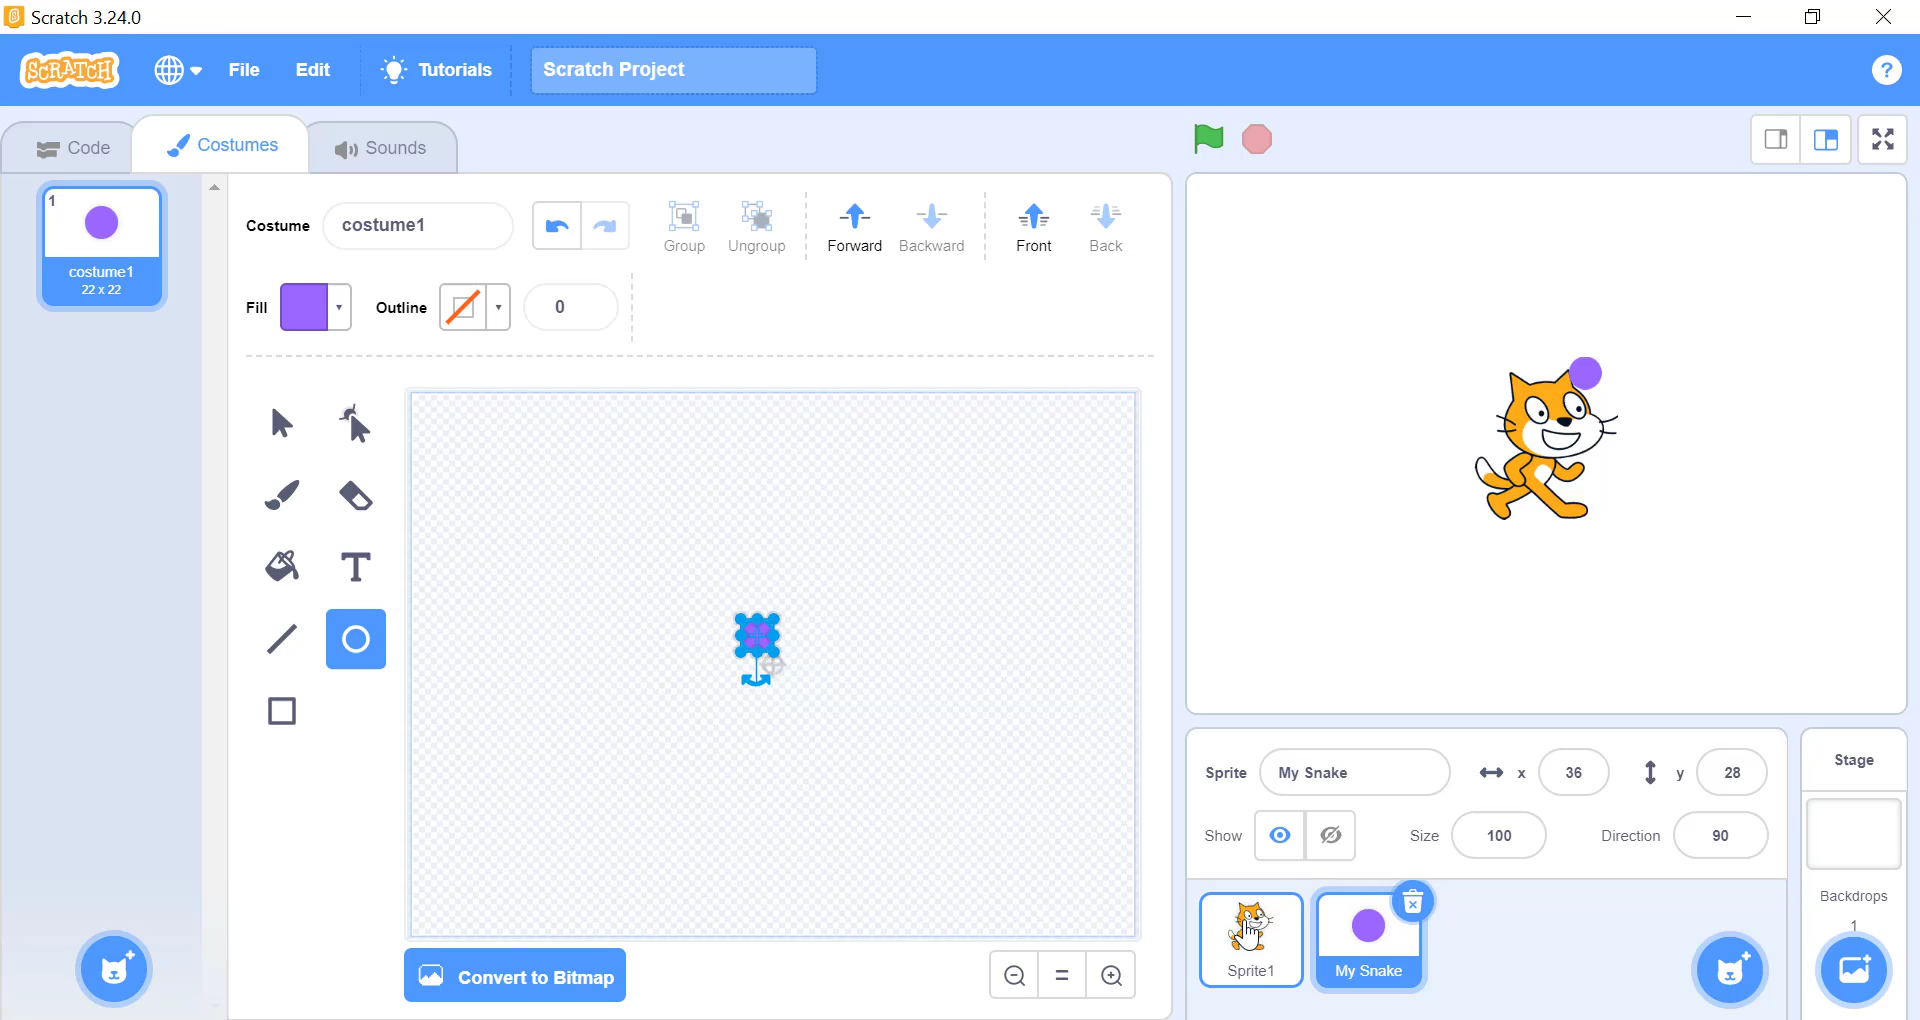 Scratch 3.24.0
SCRATCH File Edit Tutorials Scratch Project ?
Code Costumes Sounds
1
costume1
22 x 22
Costume costume1
Group Ungroup Forward Backward Front Back
Fill Outline 0
T
Convert to Bitmap
=
Sprite My Snake x 36 y 28
Show Size 100 Direction 90
Sprite1 My Snake
Stage
Backdrops
1